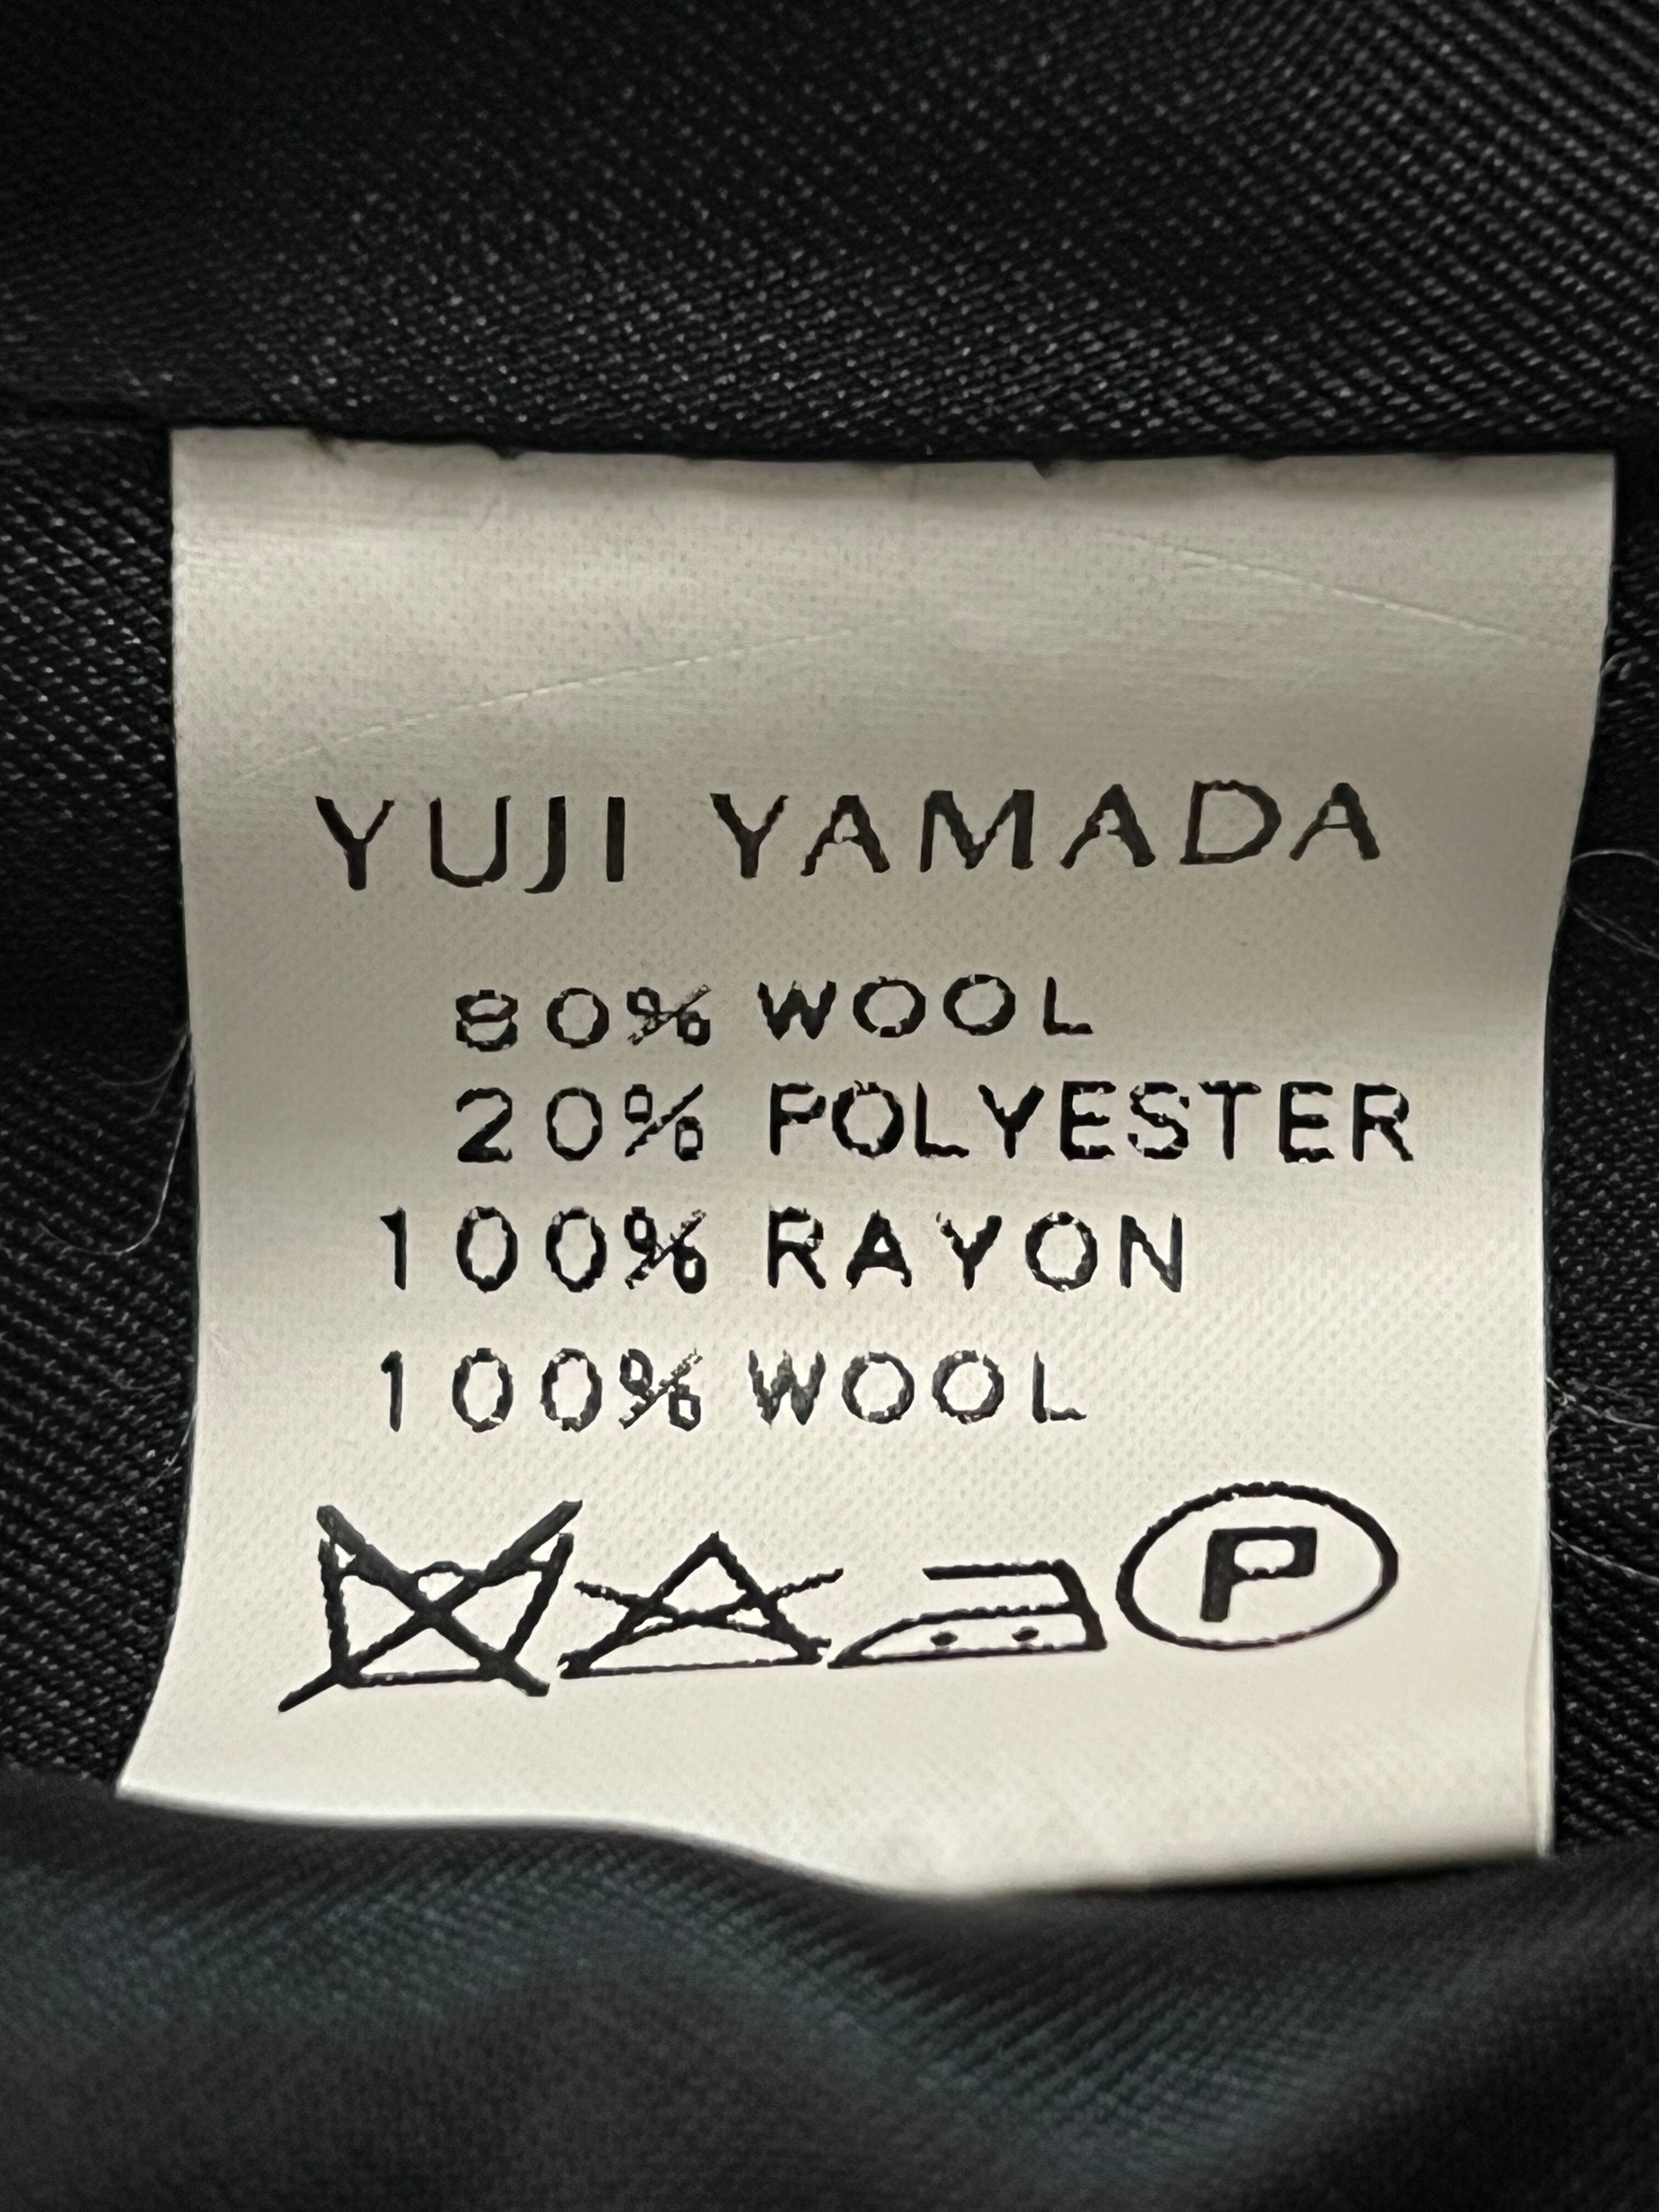 YUJI YAMADA
80% WOOL
20% POLYESTER
100% RAYON
100% WOOL
P